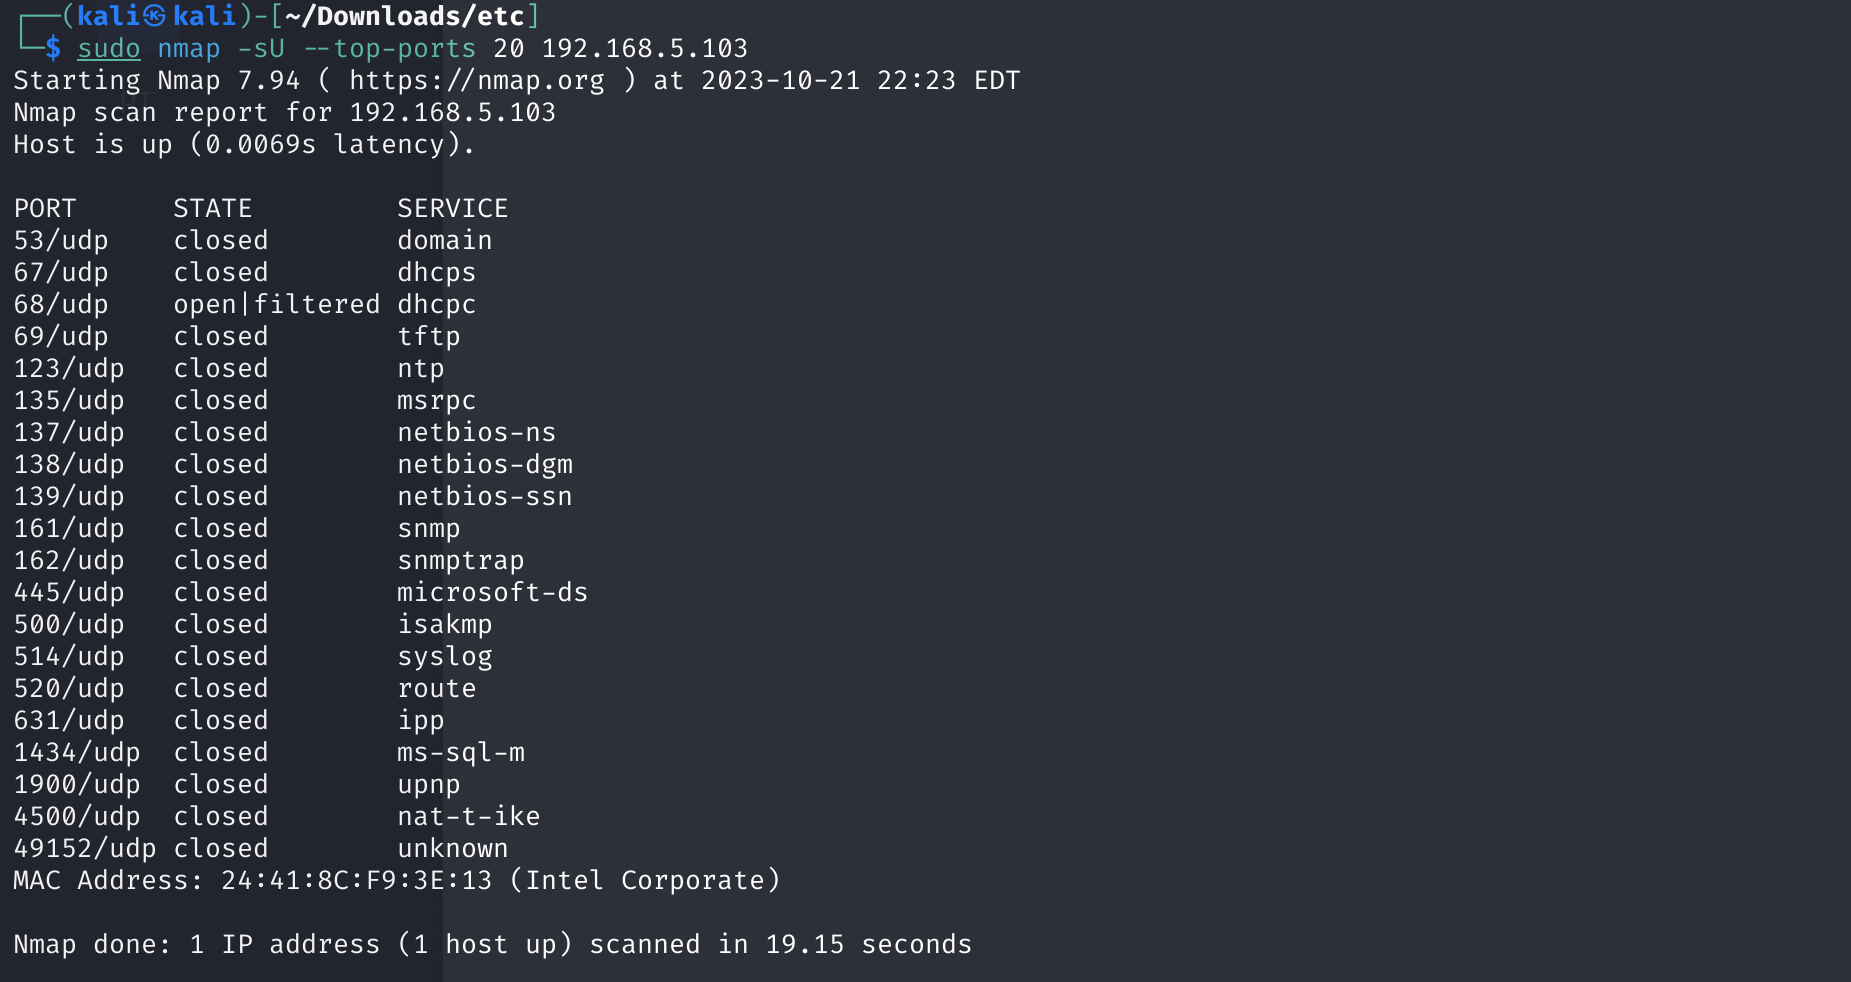 ┌──(kali㉿kali)-[~/Downloads/etc]
└─$ sudo nmap -sU --top-ports 20 192.168.5.103
Starting Nmap 7.94 ( https://nmap.org ) at 2023-10-21 22:23 EDT
Nmap scan report for 192.168.5.103
Host is up (0.0069s latency).

PORT      STATE         SERVICE
53/udp    closed        domain
67/udp    closed        dhcps
68/udp    open|filtered dhcpc
69/udp    closed        tftp
123/udp   closed        ntp
135/udp   closed        msrpc
137/udp   closed        netbios-ns
138/udp   closed        netbios-dgm
139/udp   closed        netbios-ssn
161/udp   closed        snmp
162/udp   closed        snmptrap
445/udp   closed        microsoft-ds
500/udp   closed        isakmp
514/udp   closed        syslog
520/udp   closed        route
631/udp   closed        ipp
1434/udp  closed        ms-sql-m
1900/udp  closed        upnp
4500/udp  closed        nat-t-ike
49152/udp closed        unknown
MAC Address: 24:41:8C:F9:3E:13 (Intel Corporate)

Nmap done: 1 IP address (1 host up) scanned in 19.15 seconds